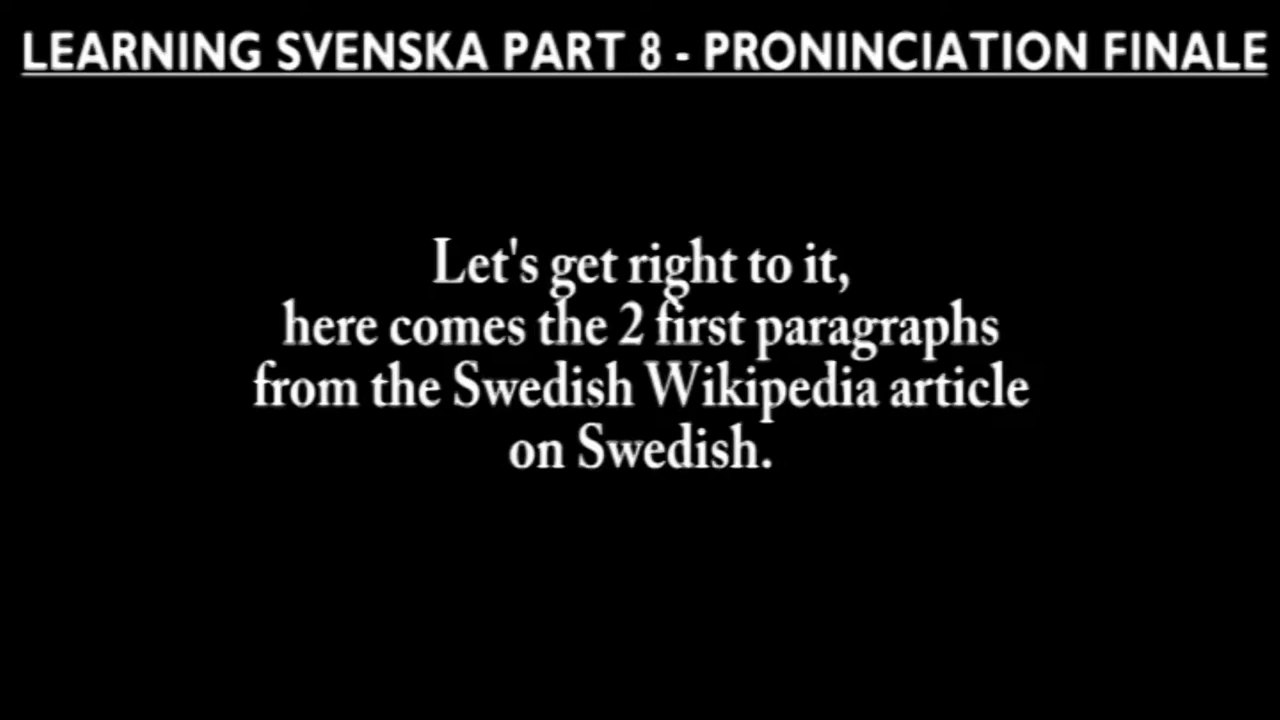 LEARNING SVENSKA PART 8 - PRONINCIATION FINALE
Let's get right to it,
here comes the 2 first paragraphs
from the Swedish Wikipedia article
on Swedish.